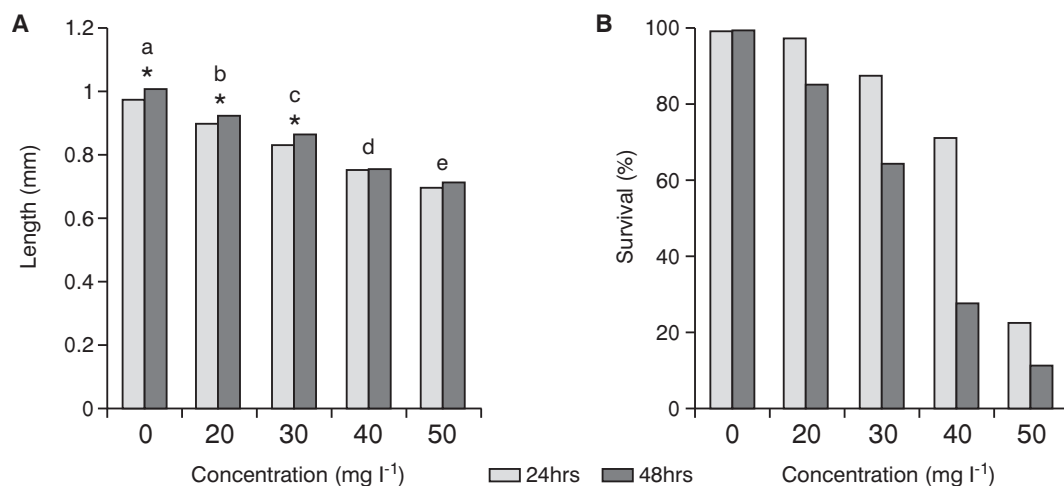 A
1.2
1
0.8
0.6
0.4
0.2
0
Length (mm)
a
*
b
*
c
*
d
e
0 20 30 40 50
Concentration (mg l-1)
B
100
80
60
40
20
0
Survival (%)
0 20 30 40 50
Concentration (mg l-1)
24hrs 48hrs